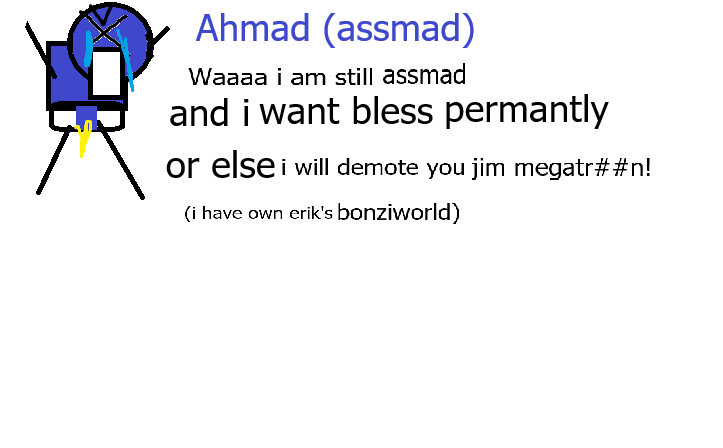 Ahmad (assmad)
Waaaa i am still assmad
and i want bless permantly
or else i will demote you jim megatr##n!
(i have own erik's bonziworld)